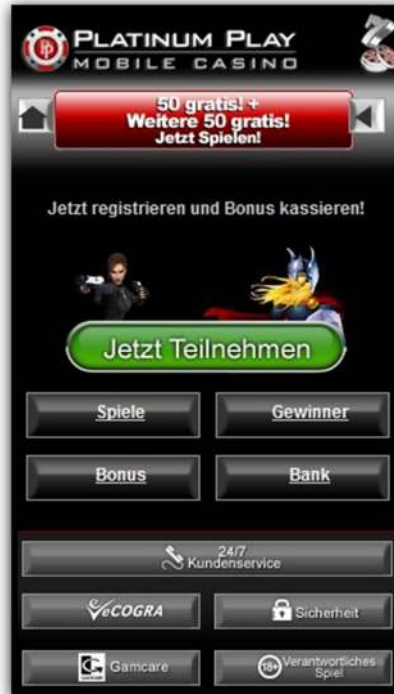 PP
PLATINUM PLAY
MOBILE CASINO
50 gratis! +
Weitere 50 gratis!
Jetzt Spielen!
Jetzt registrieren und Bonus kassieren!
Jetzt Teilnehmen
Spiele
Gewinner
Bonus
Bank
24/7
Kundenservice
eCOGRA
Sicherheit
Gamcare
18+
Verantwortliches
Spiel